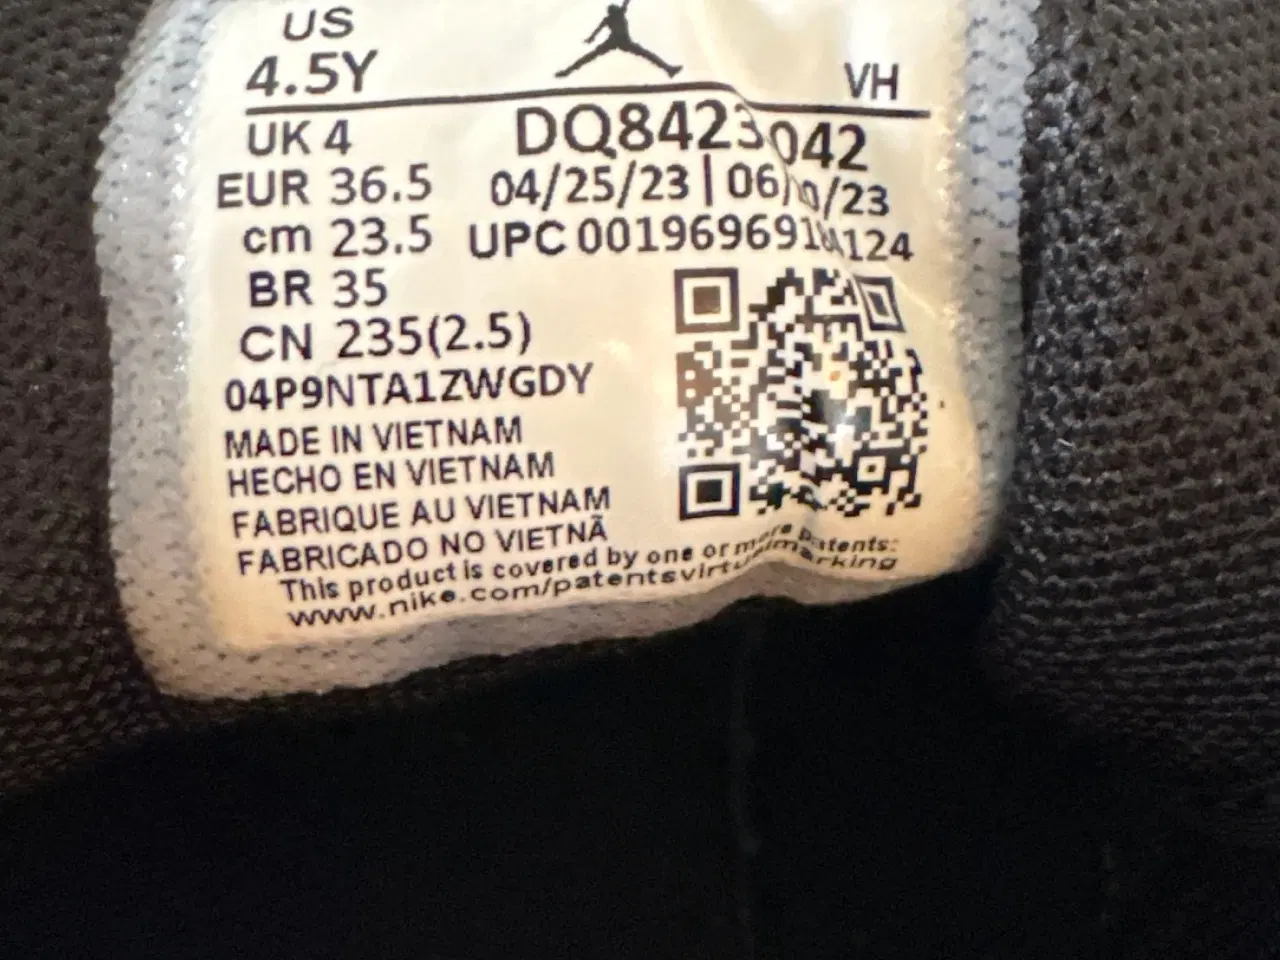 US
4.5Y
VH
UK 4
DQ8423 042
EUR 36.5
04/25/23 |
cm 23.5
UPC
BR 35
CN 235(2.5)
04P9NTA1ZWGDY
MADE IN VIETNAM
HECHO EN VIETNAM
FABRIQUE AU VIETNAM
FABRICADO NO VIETNÃ
This product is covered by one or more patents:
www.nike.com/patentsvirtualmarking